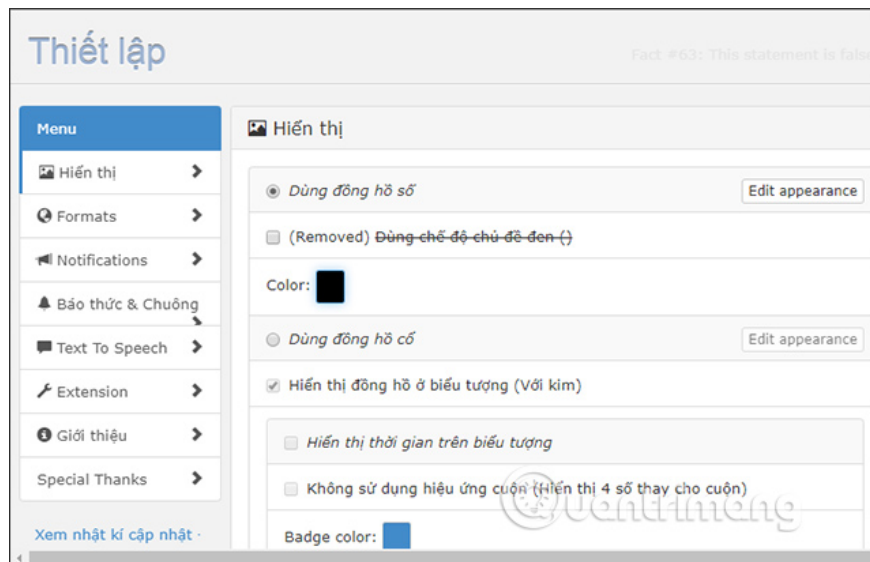 Thiết lập
Fact #63: This statement is false
Menu
Hiển thị
Formats
Notifications
Báo thức & Chuông
Text To Speech
Extension
Giới thiệu
Special Thanks
Xem nhật kí cập nhật ·
Hiển thị
Dùng đồng hồ số
Edit appearance
(Removed) Dùng chế độ chủ đề đen ()
Color:
Dùng đồng hồ cổ
Edit appearance
Hiển thị đồng hồ ở biểu tượng (Với kim)
Hiển thị thời gian trên biểu tượng
Không sử dụng hiệu ứng cuộn (Hiển thị 4 số thay cho cuộn)
Badge color:
Quantrimang